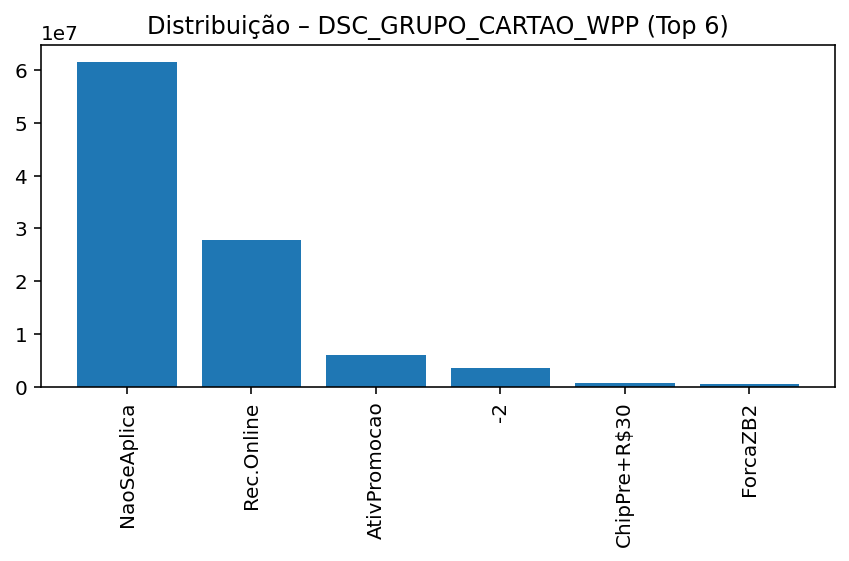 Distribuição – DSC_GRUPO_CARTAO_WPP (Top 6)
1e7
6
5
4
3
2
1
0
NaoSeAplica
Rec.Online
AtivPromocao
-2
ChipPre+R$30
ForcaZB2